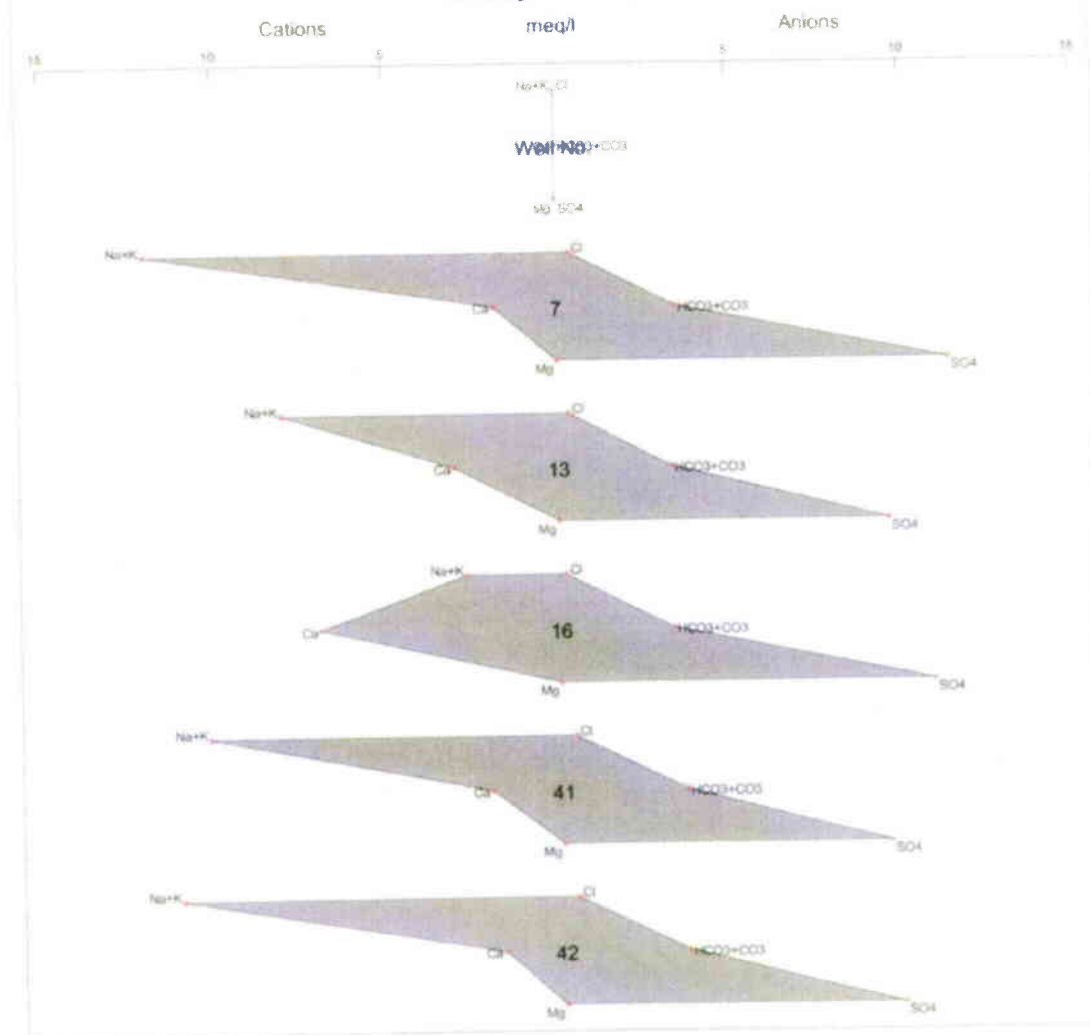 meq/l
Cations Anions
15 10 5 5 10 15
Na+K Cl
Well No. HCO3+CO3
Mg SO4
Na+K Cl
Ca 7 HCO3+CO3
Mg SO4
Na+K Cl
Ca 13 HCO3+CO3
Mg SO4
Na+K Cl
Ca 16 HCO3+CO3
Mg SO4
Na+K Cl
Ca 41 HCO3+CO3
Mg SO4
Na+K Cl
Ca 42 HCO3+CO3
Mg SO4